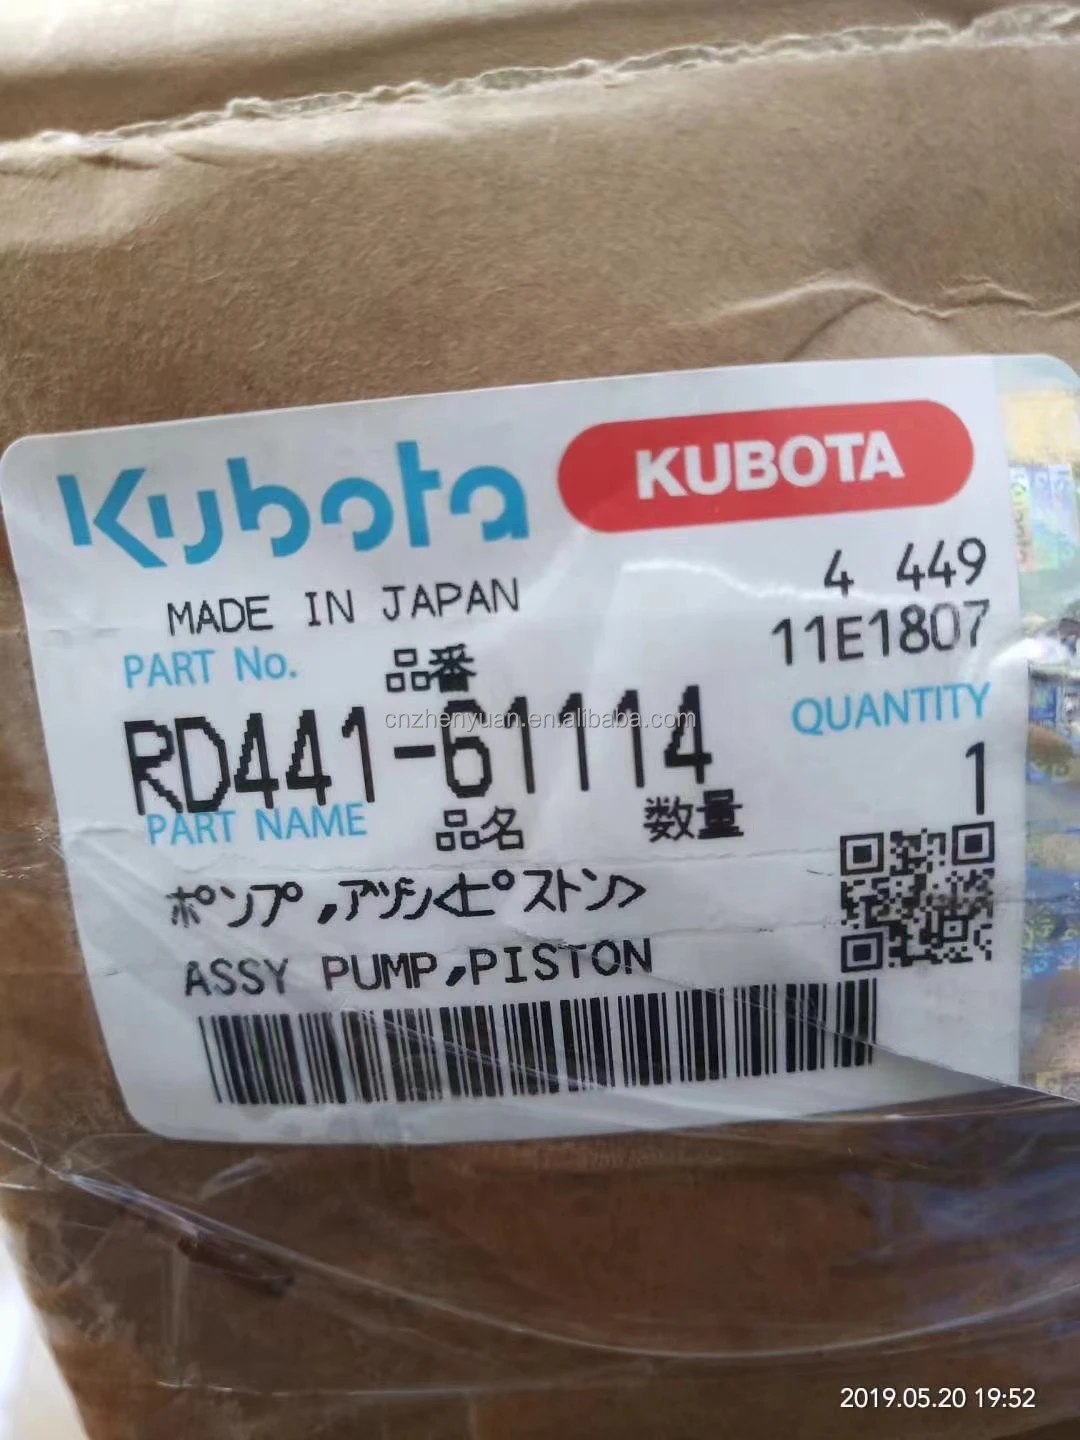 Kubota
KUBOTA
4 449
MADE IN JAPAN
11E1807
PART No. 品番
QUANTITY
RD441-61114
cnzhenyuan.en.alibaba.com
1
PART NAME 品名 数量
ポンプ,アッシ<ピストン>
ASSY PUMP,PISTON
2019.05.20 19:52